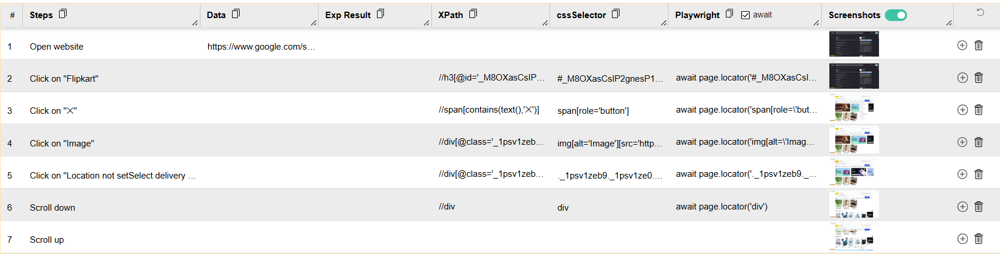 # Steps Data Exp Result XPath cssSelector Playwright await Screenshots
1 Open website https://www.google.com/s...
2 Click on "Flipkart" //h3[@id='_M8OXasCsIP... #_M8OXasCsIP2gnesP1... await page.locator('#_M8OXasCsI...
3 Click on "✕" //span[contains(text(),'✕')] span[role='button'] await page.locator('span[role=\'but...
4 Click on "Image" //div[@class='_1psv1zeb... img[alt='Image'][src='http... await page.locator('img[alt=\'Imag...
5 Click on "Location not setSelect delivery ... //div[@class='_1psv1zeb... ._1psv1zeb9._1psv1ze0.... await page.locator('._1psv1zeb9._...
6 Scroll down //div div await page.locator('div')
7 Scroll up